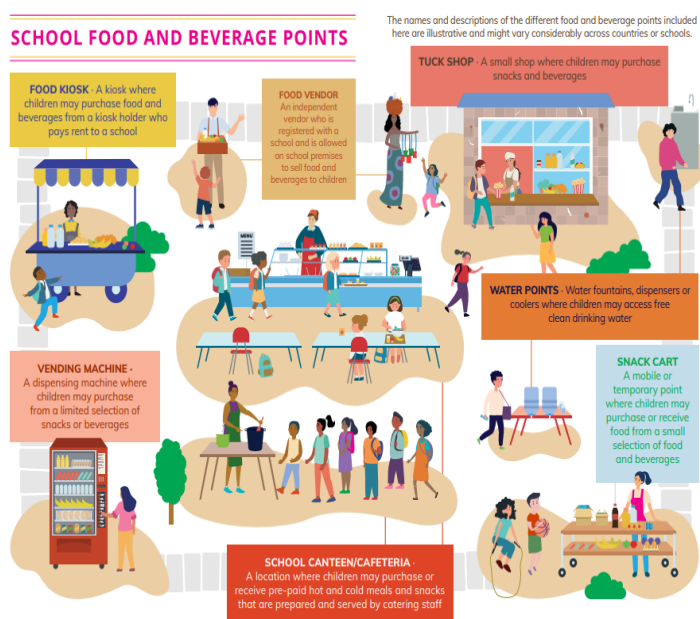 SCHOOL FOOD AND BEVERAGE POINTS
The names and descriptions of the different food and beverage points included
here are illustrative and might vary considerably across countries or schools.
FOOD KIOSK · A kiosk where
children may purchase food and
beverages from a kiosk holder who
pays rent to a school
FOOD VENDOR
An independent
vendor who is
registered with a
school and is allowed
on school premises
to sell food and
beverages to children
TUCK SHOP · A small shop where children may purchase
snacks and beverages
MENU
WATER POINTS · Water fountains, dispensers or
coolers where children may access free
clean drinking water
VENDING MACHINE ·
A dispensing machine where
children may purchase
from a limited selection of
snacks or beverages
SNACK CART
A mobile or
temporary point
where children may
purchase or receive
food from a small
selection of food
and beverages
SCHOOL CANTEEN/CAFETERIA ·
A location where children may purchase or
receive pre-paid hot and cold meals and snacks
that are prepared and served by catering staff